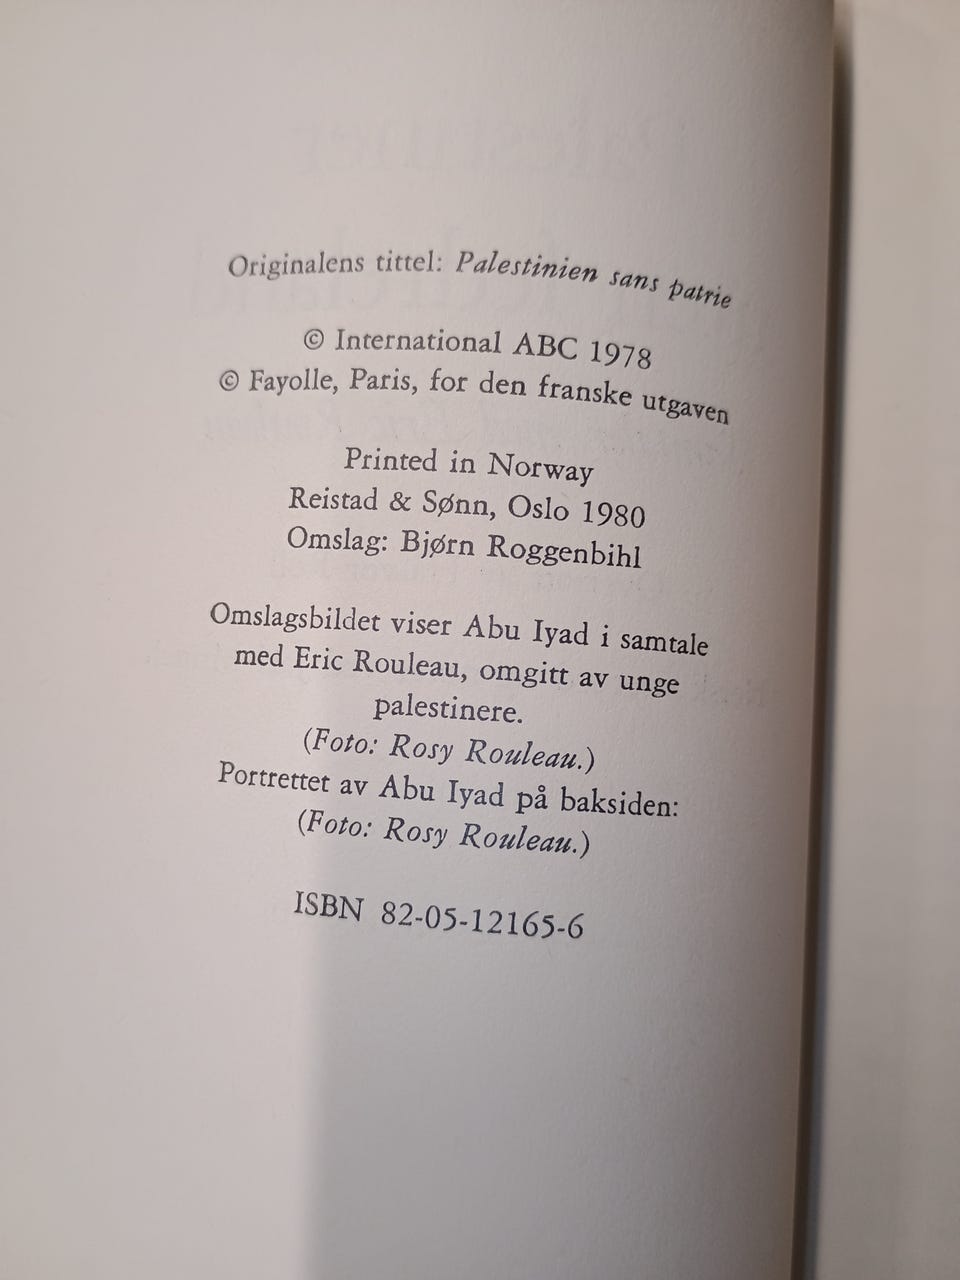 Originalens tittel: Palestinien sans patrie
© International ABC 1978
© Fayolle, Paris, for den franske utgaven
Printed in Norway
Reistad & Sønn, Oslo 1980
Omslag: Bjørn Roggenbihl
Omslagsbildet viser Abu Iyad i samtale
med Eric Rouleau, omgitt av unge
palestinere.
(Foto: Rosy Rouleau.)
Portrettet av Abu Iyad på baksiden:
(Foto: Rosy Rouleau.)
ISBN 82-05-12165-6